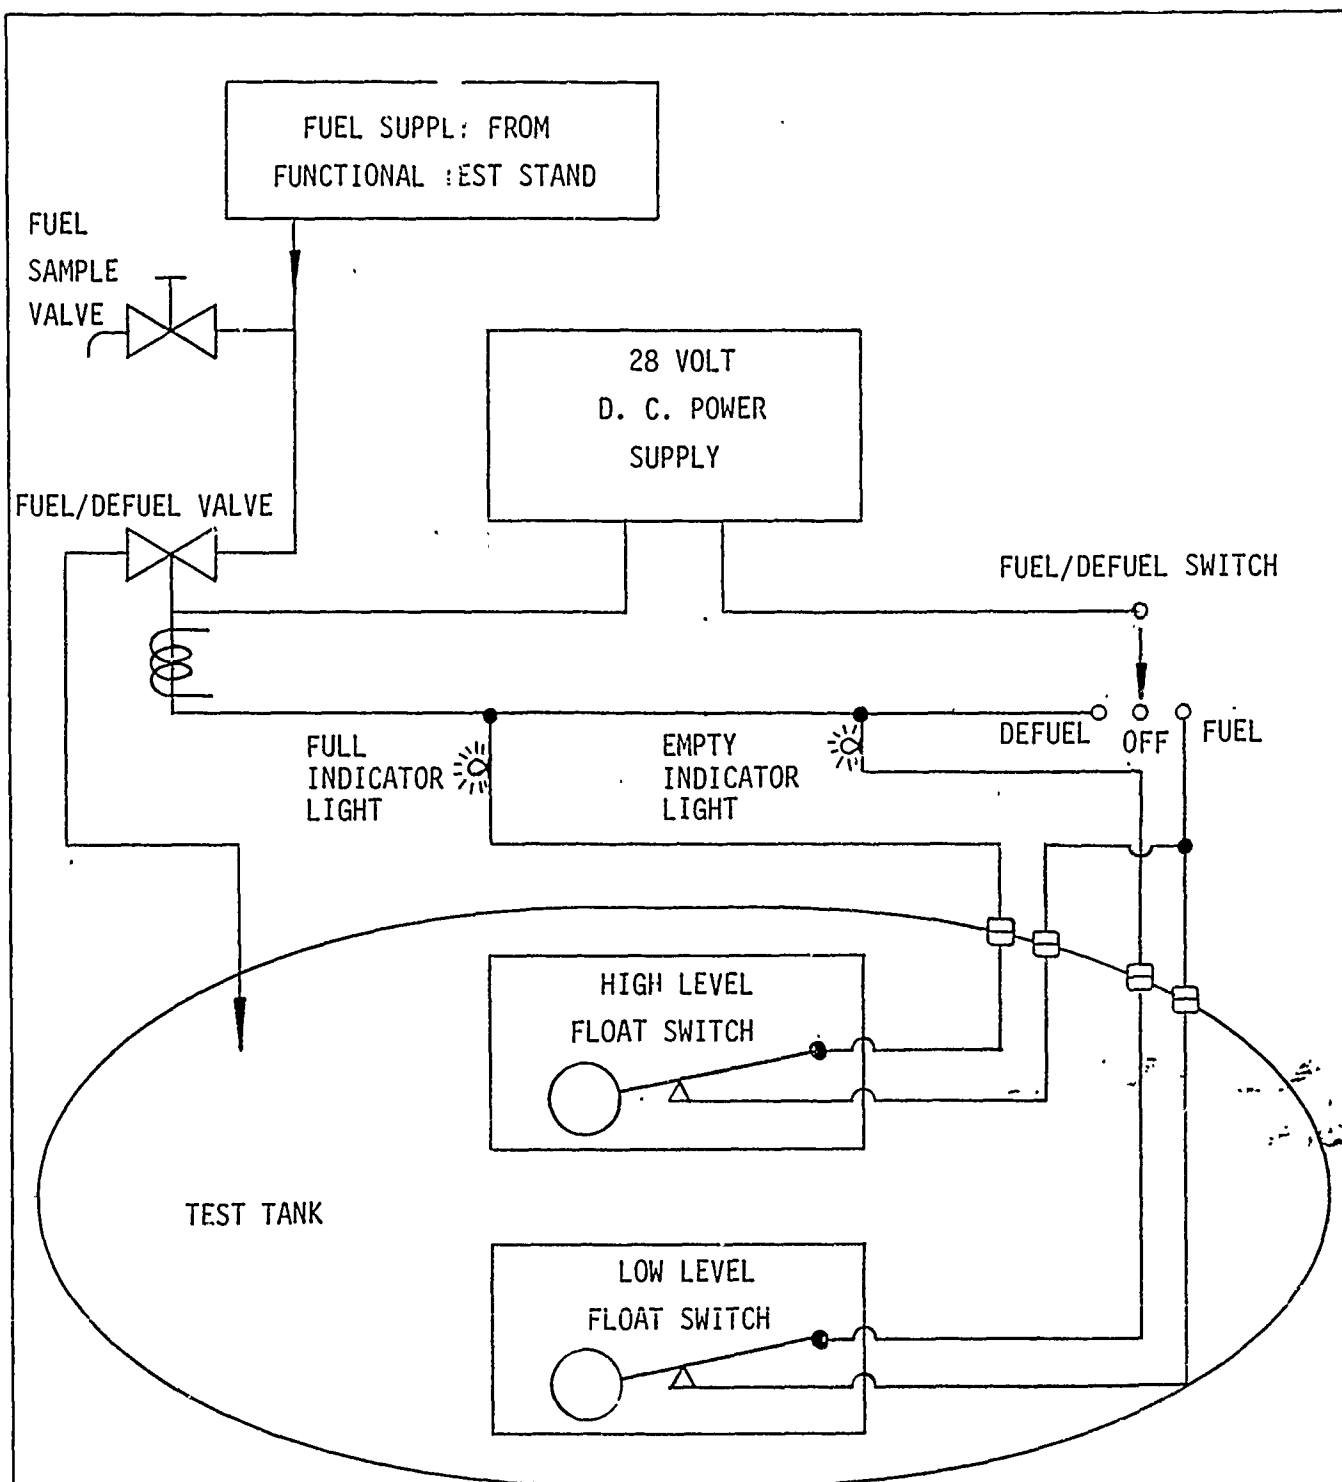 FUEL SUPPL: FROM
FUNCTIONAL :EST STAND
FUEL
SAMPLE
VALVE
28 VOLT
D. C. POWER
SUPPLY
FUEL/DEFUEL VALVE
FUEL/DEFUEL SWITCH
DEFUEL
OFF
FUEL
FULL
INDICATOR
LIGHT
EMPTY
INDICATOR
LIGHT
HIGH LEVEL
FLOAT SWITCH
TEST TANK
LOW LEVEL
FLOAT SWITCH